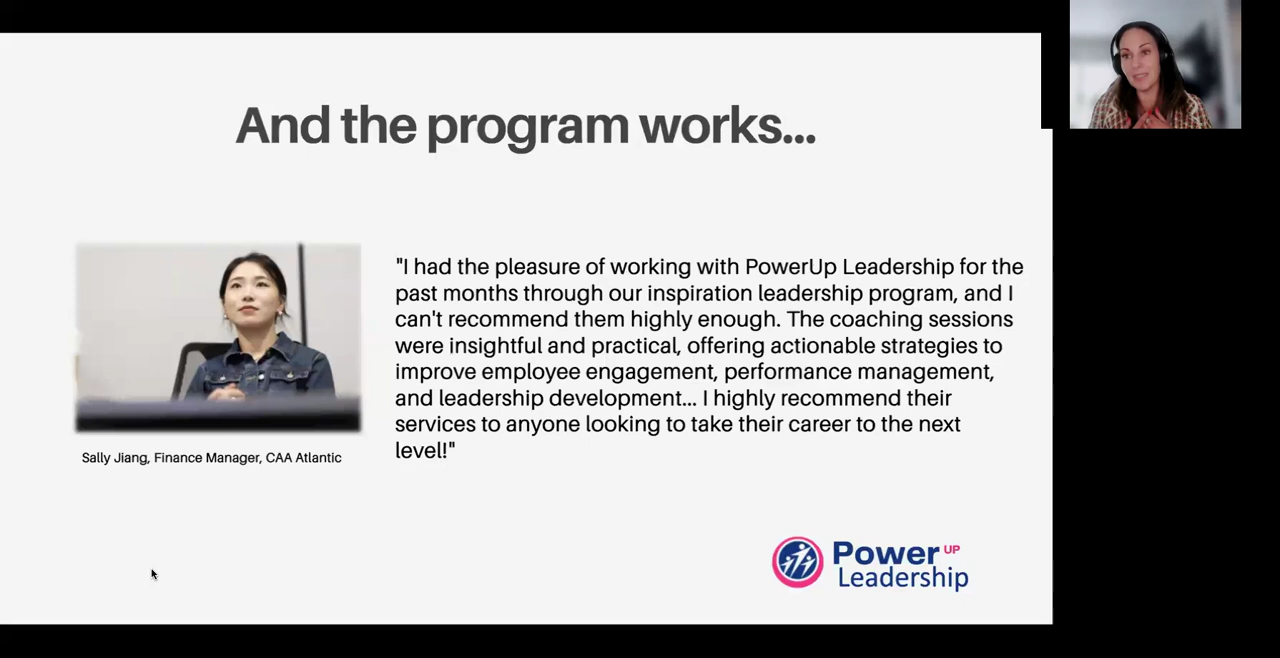 And the program works...
"I had the pleasure of working with PowerUp Leadership for the
past months through our inspiration leadership program, and I
can't recommend them highly enough. The coaching sessions
were insightful and practical, offering actionable strategies to
improve employee engagement, performance management,
and leadership development... I highly recommend their
services to anyone looking to take their career to the next
level!"
Sally Jiang, Finance Manager, CAA Atlantic
Power UP
Leadership